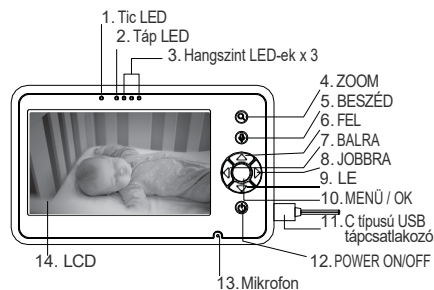 1. Tic LED
2. Táp LED
3. Hangszint LED-ek x 3
4. ZOOM
5. BESZÉD
6. FEL
7. BALRA
8. JOBBRA
9. LE
10. MENÜ / OK
11. C típusú USB
tápcsatlakozó
12. POWER ON/OFF
13. Mikrofon
14. LCD